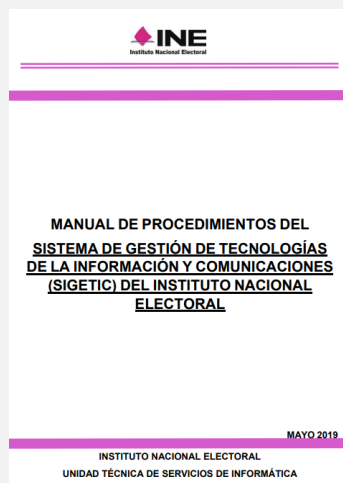 INE
Instituto Nacional Electoral
MANUAL DE PROCEDIMIENTOS DEL
SISTEMA DE GESTIÓN DE TECNOLOGÍAS
DE LA INFORMACIÓN Y COMUNICACIONES
(SIGETIC) DEL INSTITUTO NACIONAL
ELECTORAL
MAYO 2019
INSTITUTO NACIONAL ELECTORAL
UNIDAD TÉCNICA DE SERVICIOS DE INFORMÁTICA